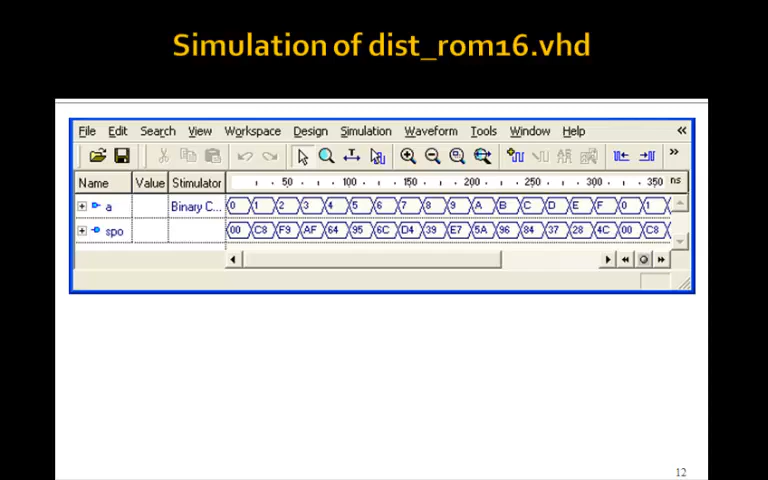 Simulation of dist_rom16.vhd
File Edit Search View Workspace Design Simulation Waveform Tools Window Help «
Name Value Stimulator 50 100 150 200 250 300 350 ns
a Binary C... 0 1 2 3 4 5 6 7 8 9 A B C D E F 0 1
spo 00 C8 F9 AF 64 95 6C D4 39 E7 5A 96 84 37 28 4C 00 C8
12